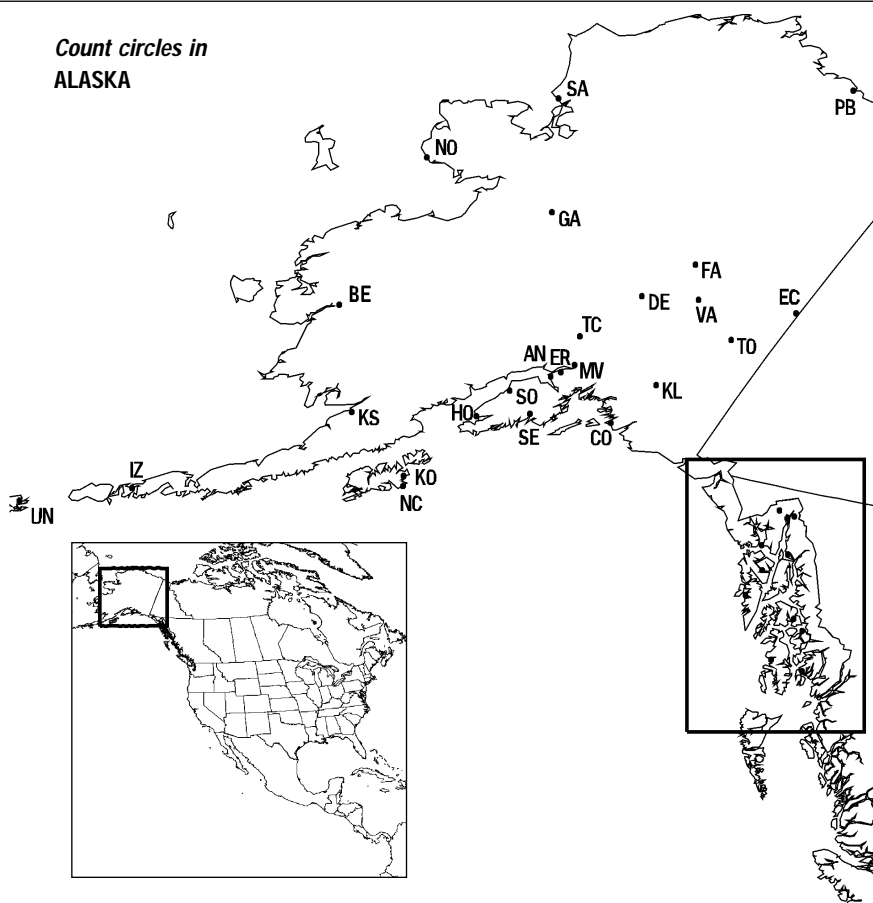 Count circles in
ALASKA
SA
PB
NO
GA
FA
BE
DE
EC
VA
TC
TO
AN
ER
MV
KL
SO
KS
HO
SE
CO
IZ
KO
NC
UN